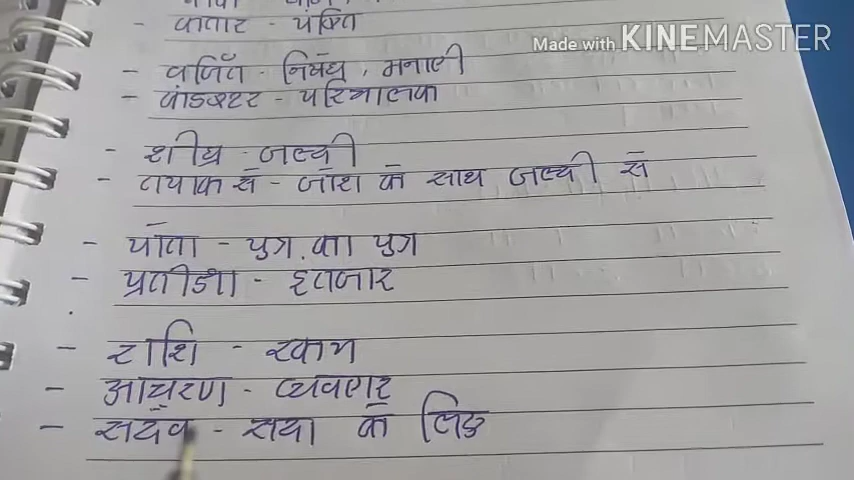 कतार - पंक्ति
Made with KINEMASTER
वर्जित - निषेध, मनाही
कंडक्टर - परिचालक
शीघ्र - जल्दी
तपाक से - जोश के साथ जल्दी से
पोता - पुत्र का पुत्र
प्रतीक्षा - इंतजार
राशि - रकम
आचरण - व्यवहार
सदैव - सदा के लिए